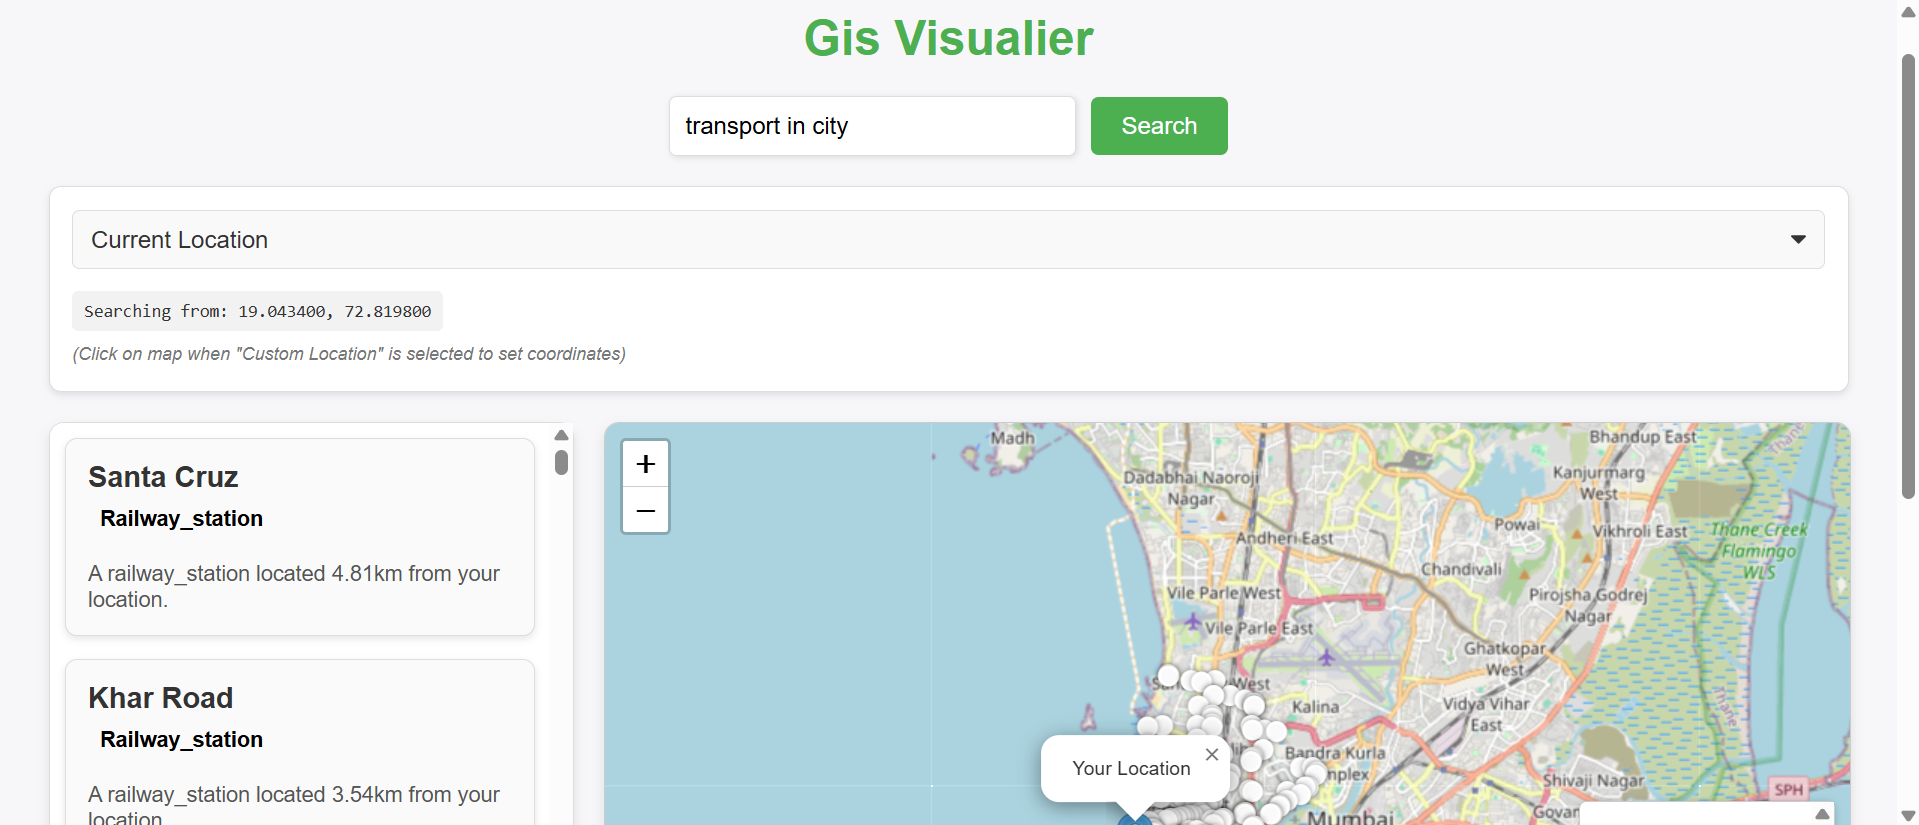 Gis Visualier
transport in city
Search
Current Location
Searching from: 19.043400, 72.819800
(Click on map when "Custom Location" is selected to set coordinates)
Santa Cruz
Railway_station
A railway_station located 4.81km from your
location.
Khar Road
Railway_station
A railway_station located 3.54km from your
location.
+
−
Madh
Dadabhai Naoroji
Nagar
Andheri East
Vile Parle West
Vile Parle East
West
Kalina
Bandra Kurla
Your Location
×
Mumbai
Bhandup East
Kanjurmarg
West
Powai
Vikhroli East
Chandivali
Pirojsha Godrej
Nagar
Ghatkopar
West
Vidya Vihar
East
Shivaji Nagar
Thane Creek
Flamingo
WLS
Thane
Thane
SPH